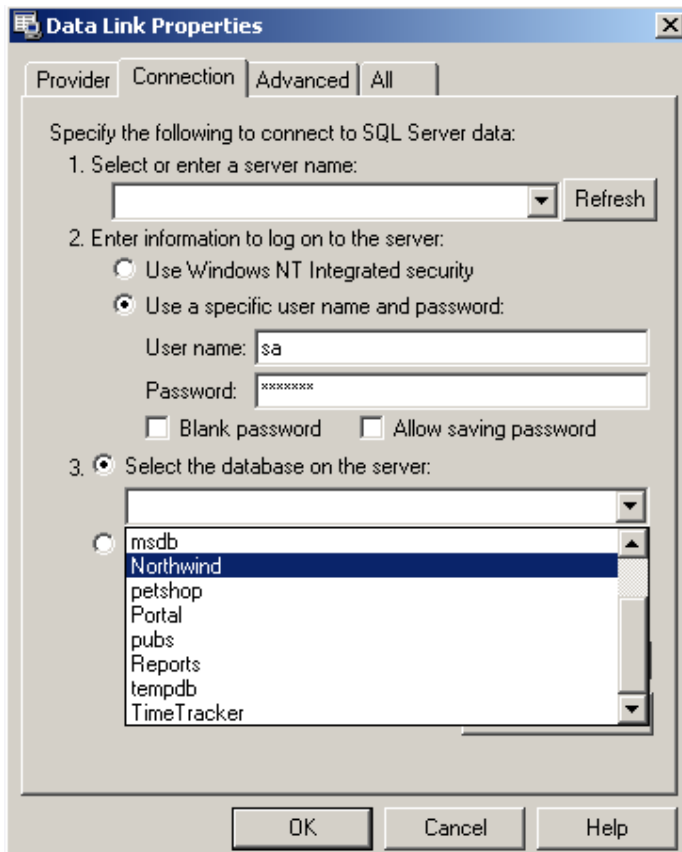 Data Link Properties
Provider Connection Advanced All
Specify the following to connect to SQL Server data:
1. Select or enter a server name:
Refresh
2. Enter information to log on to the server:
Use Windows NT Integrated security
Use a specific user name and password:
User name: sa
Password: *******
Blank password Allow saving password
3. Select the database on the server:
msdb
Northwind
petshop
Portal
pubs
Reports
tempdb
TimeTracker
OK Cancel Help